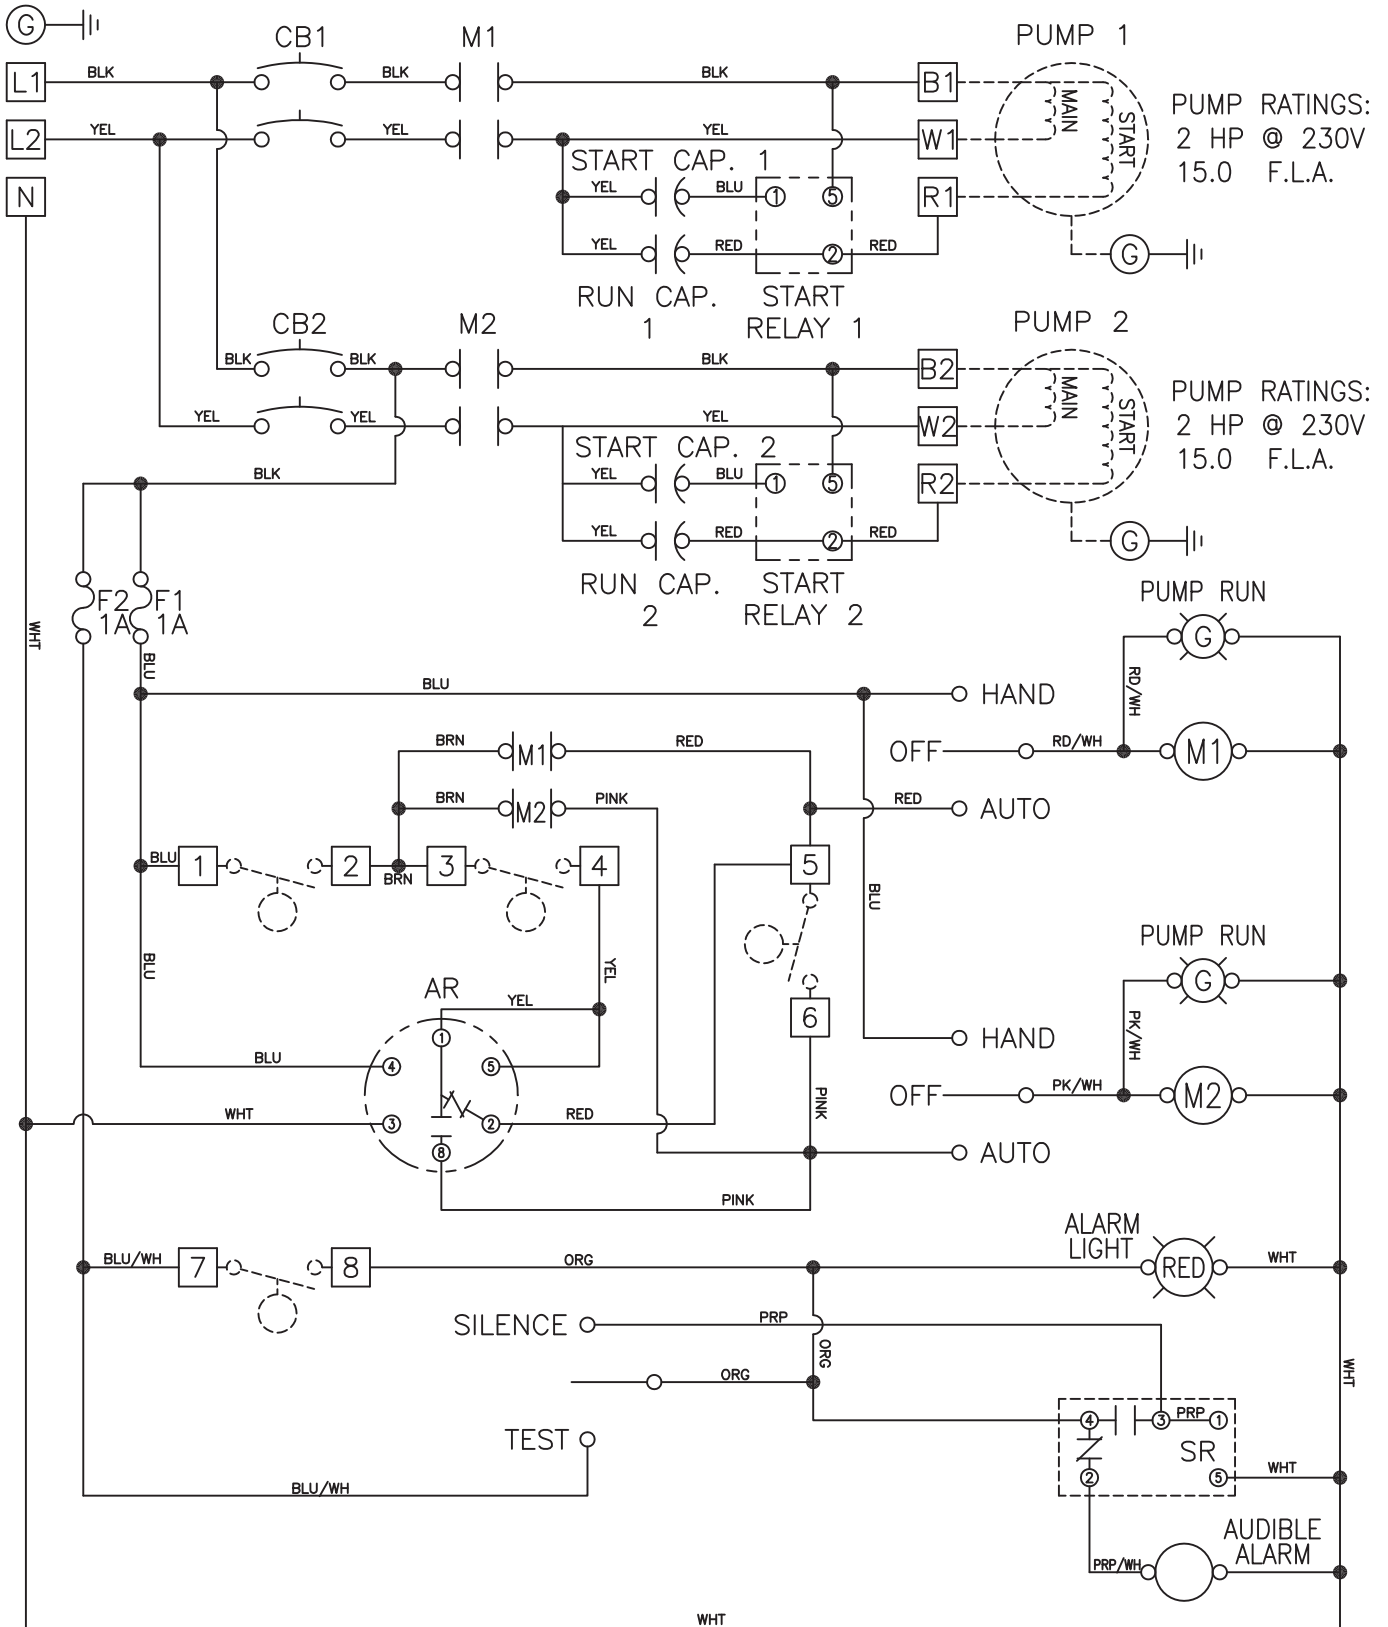 G
CB1 M1 PUMP 1
L1 BLK BLK BLK B1
MAIN
START
PUMP RATINGS:
2 HP @ 230V
15.0 F.L.A.
L2 YEL YEL YEL W1
START CAP. 1
N YEL BLU 1 5 R1
YEL RED 2 RED G
RUN CAP.
1
START
RELAY 1
CB2 M2 PUMP 2
BLK BLK BLK B2
MAIN
START
PUMP RATINGS:
2 HP @ 230V
15.0 F.L.A.
YEL YEL YEL W2
START CAP. 2
BLK YEL BLU 1 5 R2
YEL RED 2 RED G
RUN CAP.
2
START
RELAY 2
F2
1A
F1
1A
PUMP RUN
G
WHT
BLU
RD/WH
BLU HAND
BRN M1 RED OFF RD/WH M1
BRN M2 PINK RED AUTO
BLU 1 2 BRN 3 4 5
BLU
BLU
YEL
PUMP RUN
G
AR YEL 6
PK/WH
1
BLU 4 5 HAND
PINK
OFF PK/WH M2
WHT 3 2 RED
8 AUTO
PINK
ALARM
LIGHT
BLU/WH 7 8 ORG RED WHT
SILENCE PRP
ORG
WHT
ORG
4 3 PRP 1
TEST SR
2 5 WHT
BLU/WH
AUDIBLE
ALARM
PRP/WH
WHT